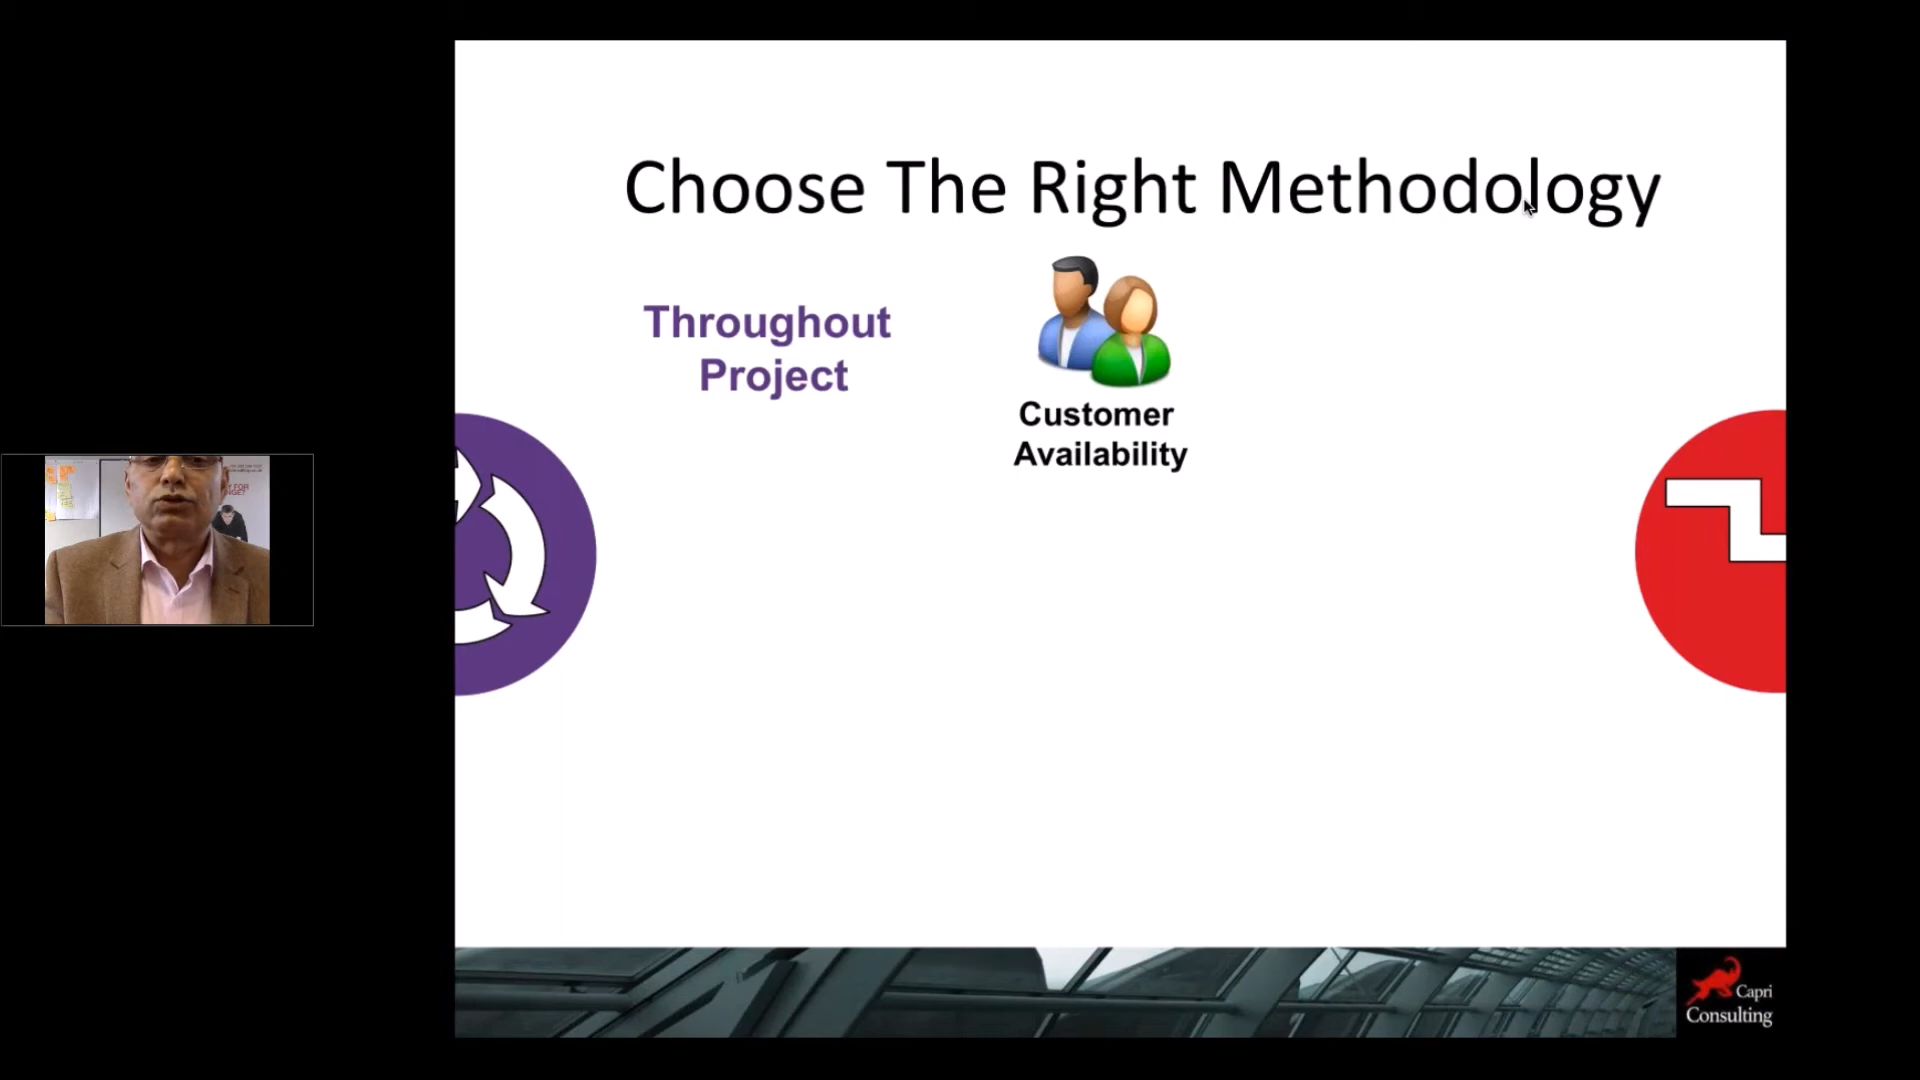 Choose The Right Methodology
Throughout
Project
Customer
Availability
Capri
Consulting